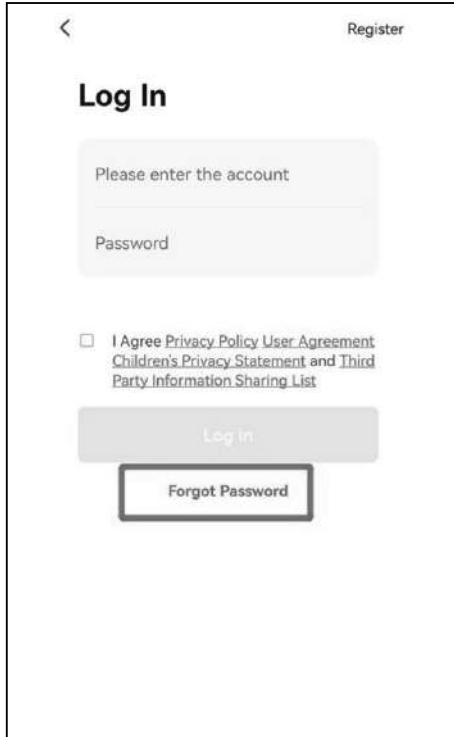 Register
Log In
Please enter the account
Password
I Agree Privacy Policy User Agreement
Children's Privacy Statement and Third
Party Information Sharing List
Log In
Forgot Password